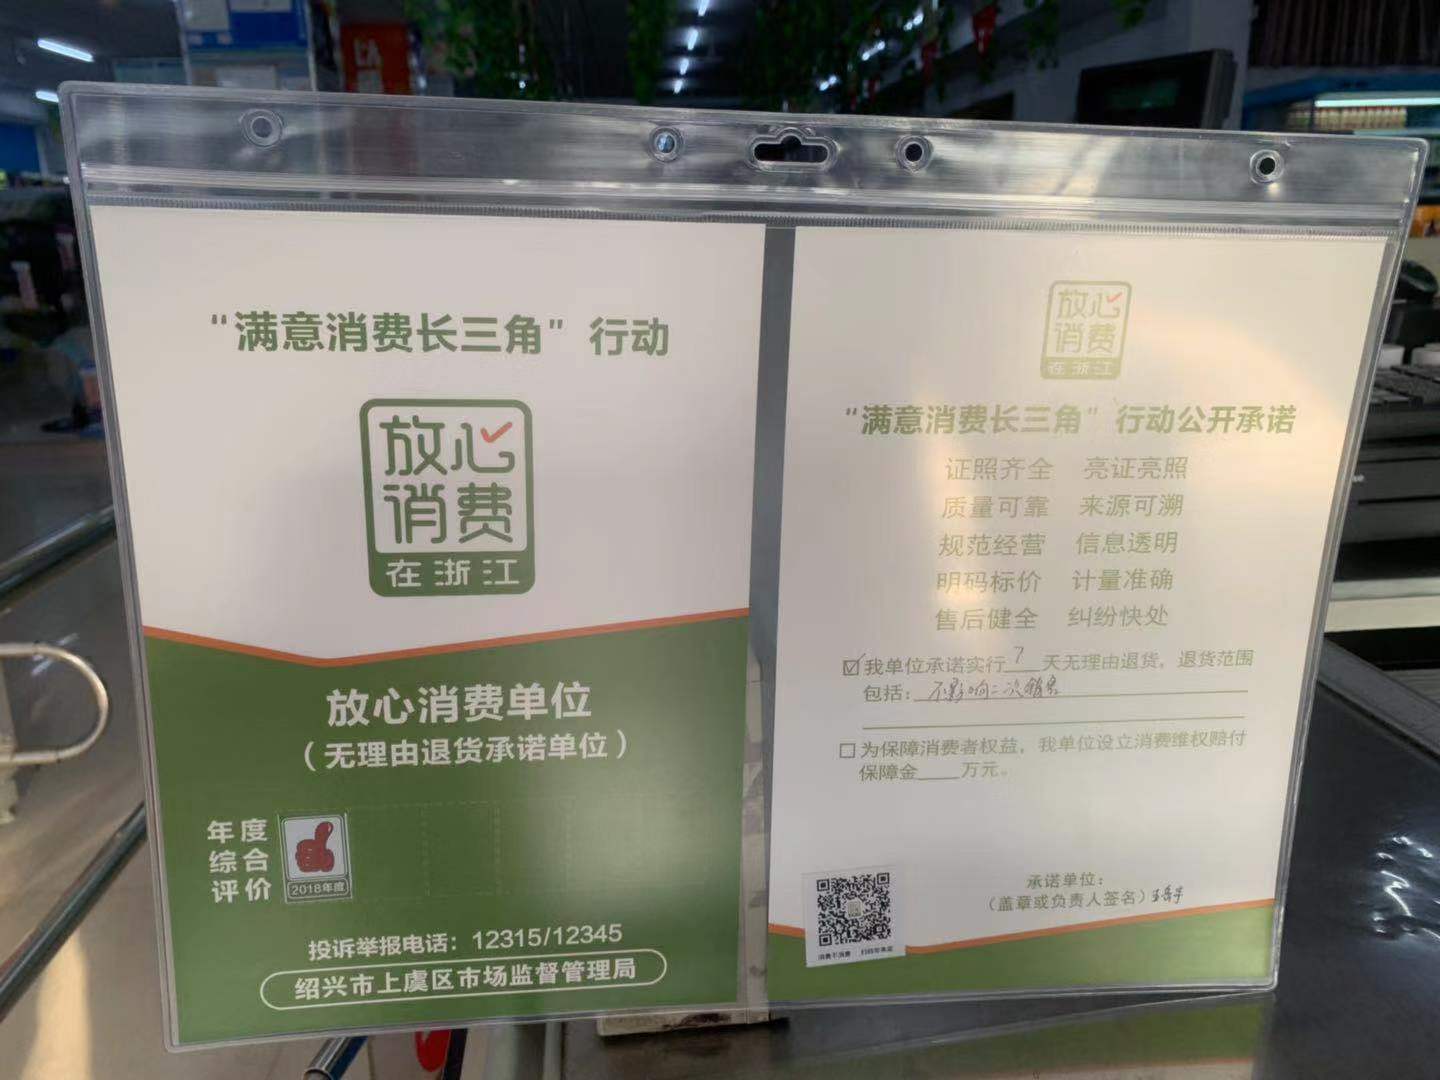 “满意消费长三角”行动
放心
消费
在浙江
放心消费单位
（无理由退货承诺单位）
年度
综合
评价
2018年度
投诉举报电话：12315/12345
绍兴市上虞区市场监督管理局
放心
消费
在浙江
“满意消费长三角”行动公开承诺
证照齐全 亮证亮照
质量可靠 来源可溯
规范经营 信息透明
明码标价 计量准确
售后健全 纠纷快处
☑我单位承诺实行7天无理由退货，退货范围
包括：不影响二次销售
□为保障消费者权益，我单位设立消费维权赔付
保障金____万元。
承诺单位：
（盖章或负责人签名）